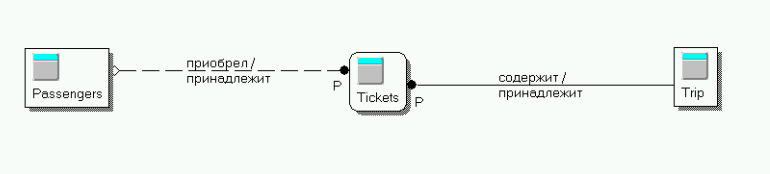 приобрел /
принадлежит
P
Passengers
Tickets
P
содержит /
принадлежит
Trip